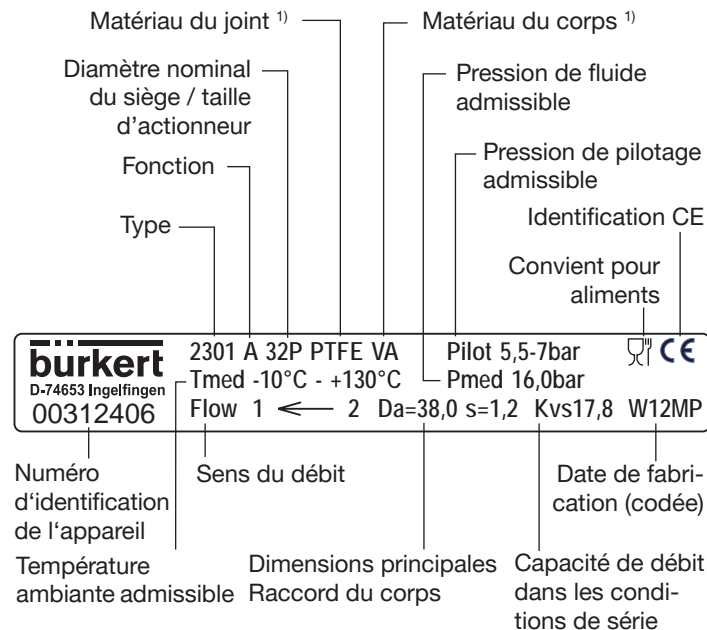 Matériau du joint 1)
Matériau du corps 1)
Diamètre nominal
du siège / taille
d'actionneur
Pression de fluide
admissible
Fonction
Pression de pilotage
admissible
Type
Identification CE
Convient pour
aliments
bürkert
D-74653 Ingelfingen
00312406
2301 A 32P PTFE VA Pilot 5,5-7bar CE
Tmed -10°C - +130°C Pmed 16,0bar
Flow 1 ← 2 Da=38,0 s=1,2 Kvs17,8 W12MP
Numéro
d‘identification
de l‘appareil
Sens du débit
Date de fabri-
cation (codée)
Température
ambiante admissible
Dimensions principales
Raccord du corps
Capacité de débit
dans les condi-
tions de série